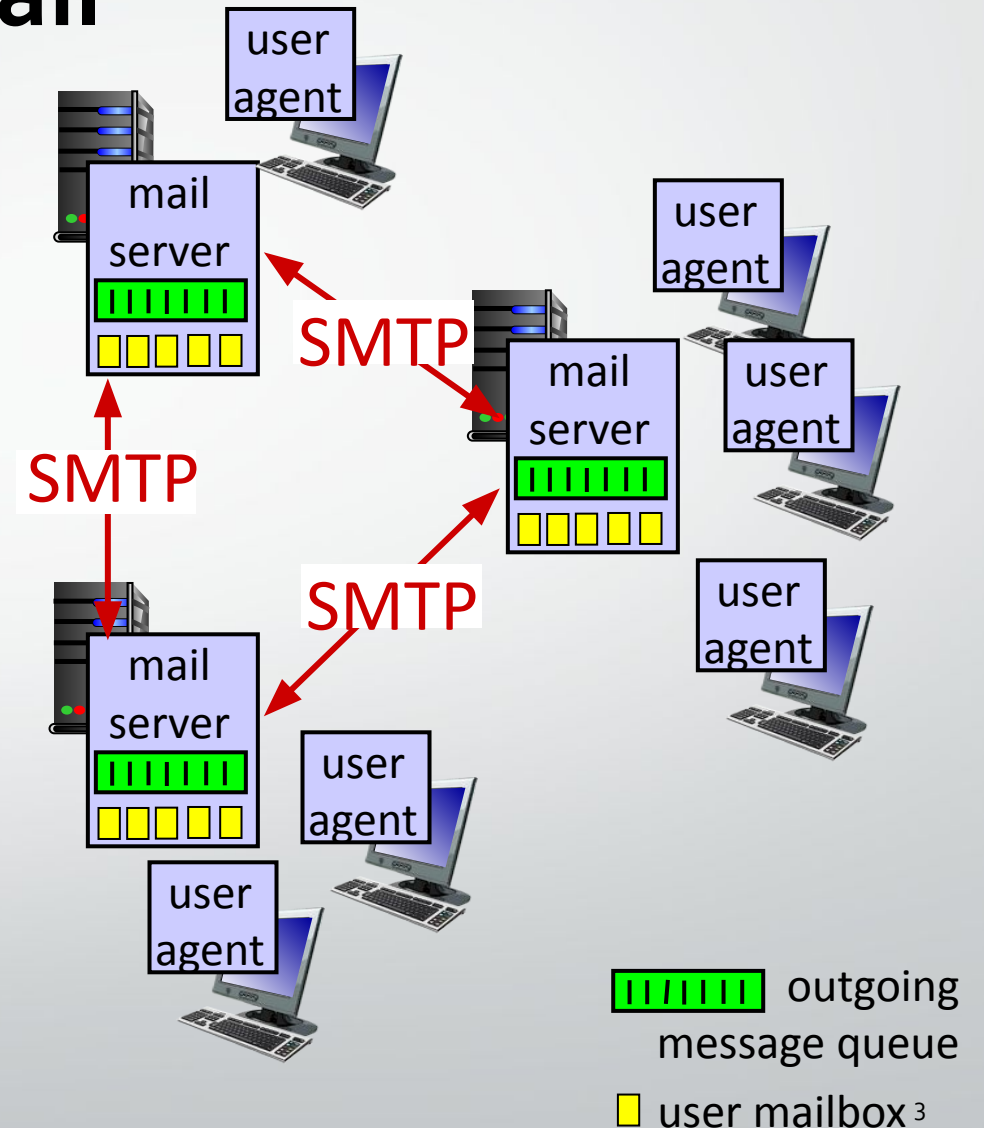 ail
user
agent
mail
server
user
agent
SMTP
mail
server
user
agent
SMTP
SMTP
user
agent
mail
server
user
agent
user
agent
outgoing
message queue
user mailbox 3